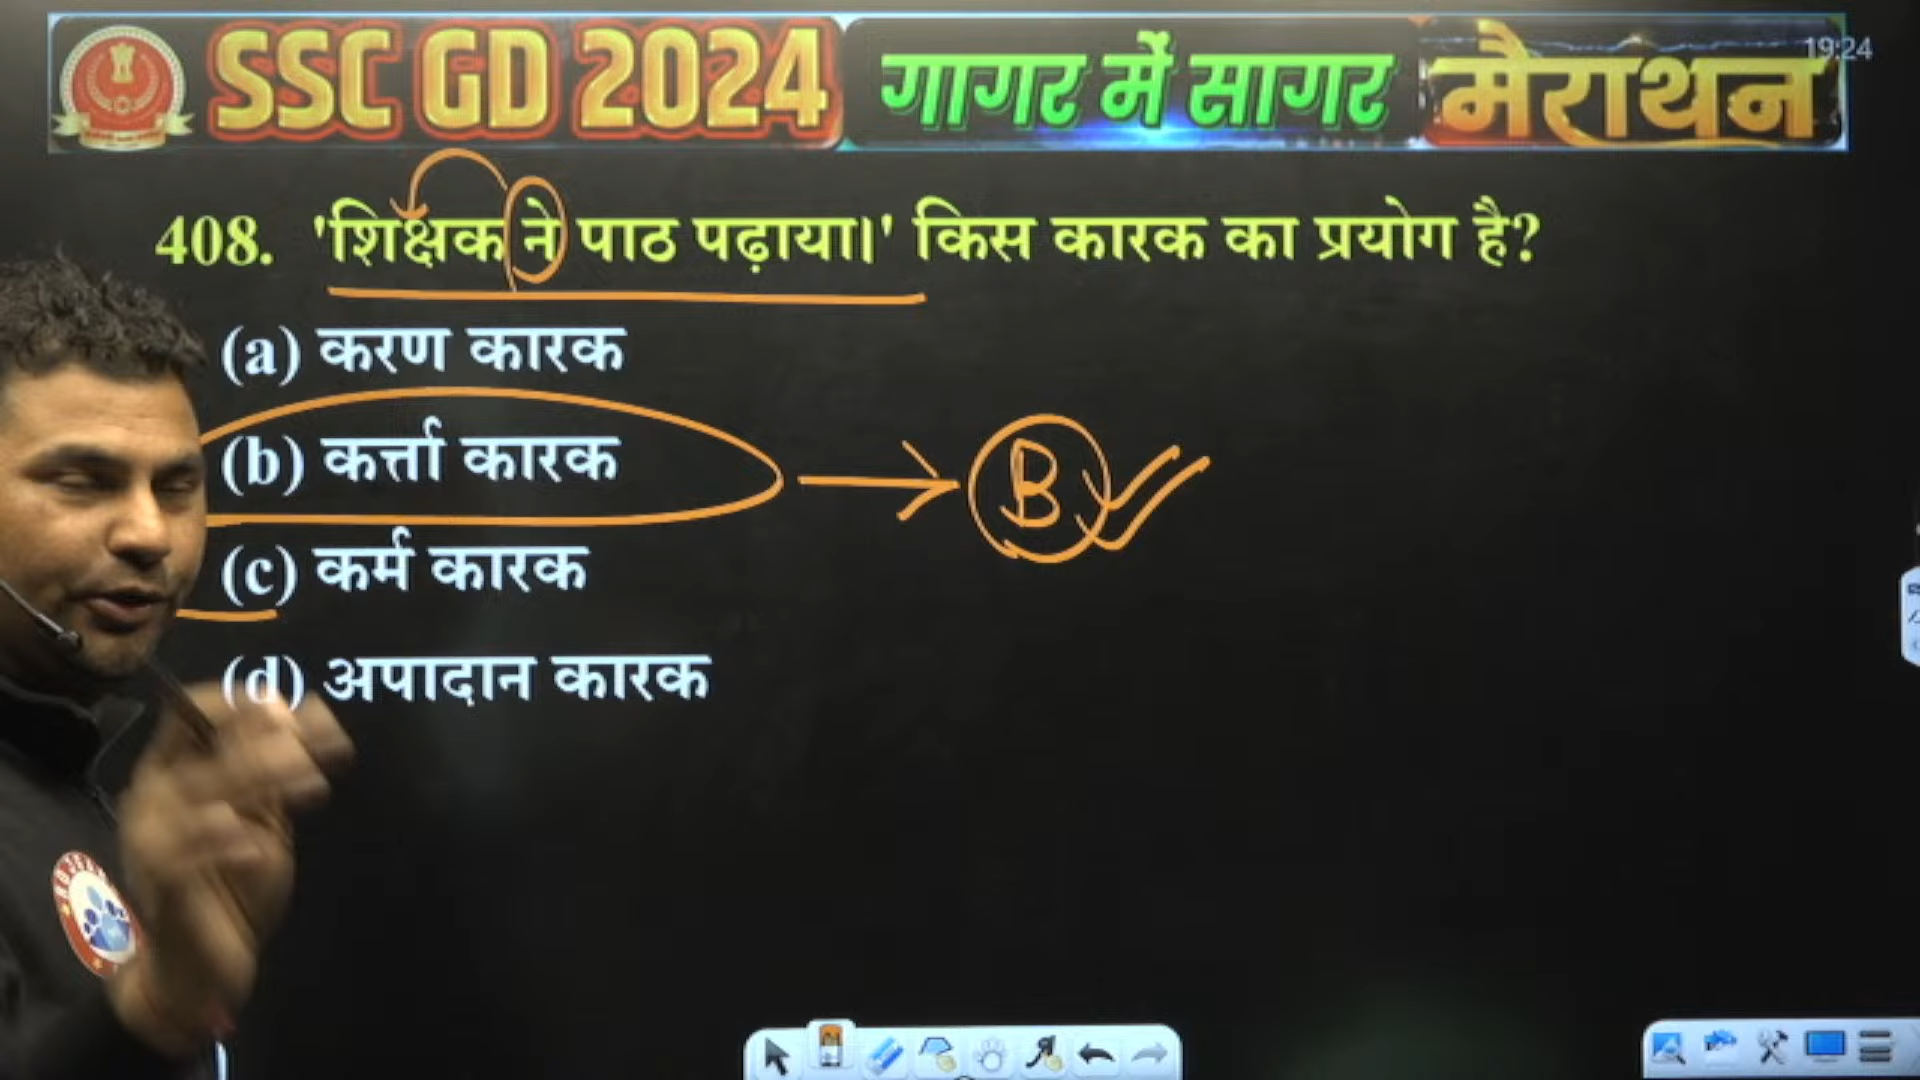 SSC GD 2024 गागर में सागर मैराथन 19:24
408. 'शिक्षक ने पाठ पढ़ाया।' किस कारक का प्रयोग है?
(a) करण कारक
(b) कर्त्ता कारक
B
(c) कर्म कारक
(d) अपादान कारक